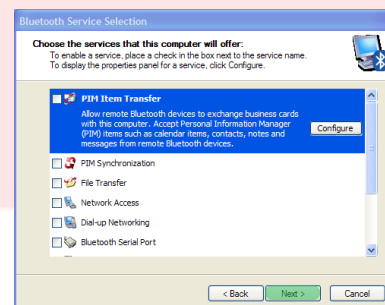 Bluetooth Service Selection
Choose the services that this computer will offer:
To enable a service, place a check in the box next to the service name.
To display the properties panel for a service, click Configure.
PIM Item Transfer
Allow remote Bluetooth devices to exchange business cards
with this computer. Accept Personal Information Manager
(PIM) items such as calendar items, contacts, notes and
messages from remote Bluetooth devices.
Configure
PIM Synchronization
File Transfer
Network Access
Dial-up Networking
Bluetooth Serial Port
< Back
Next >
Cancel